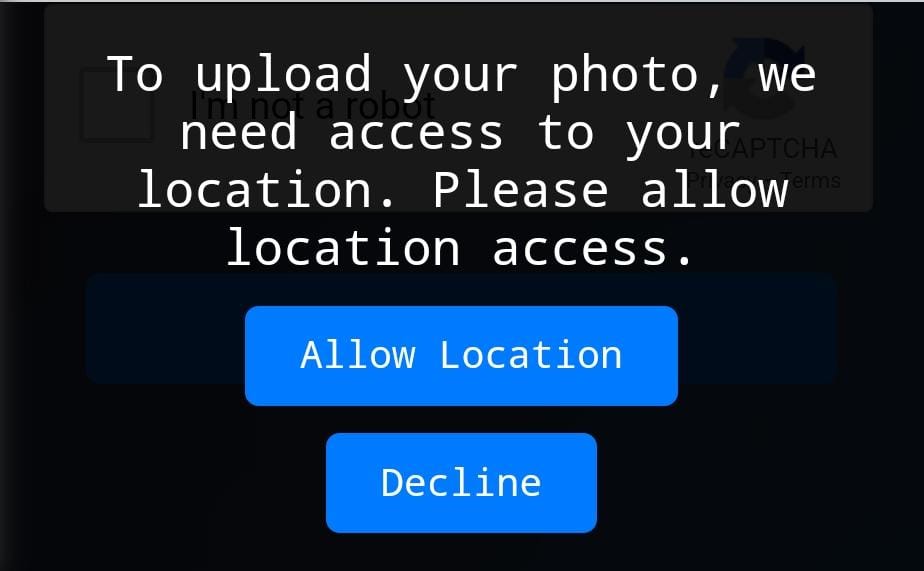 To upload your photo, we
need access to your
location. Please allow
location access.
I'm not a robot
reCAPTCHA
Privacy - Terms
Allow Location
Decline